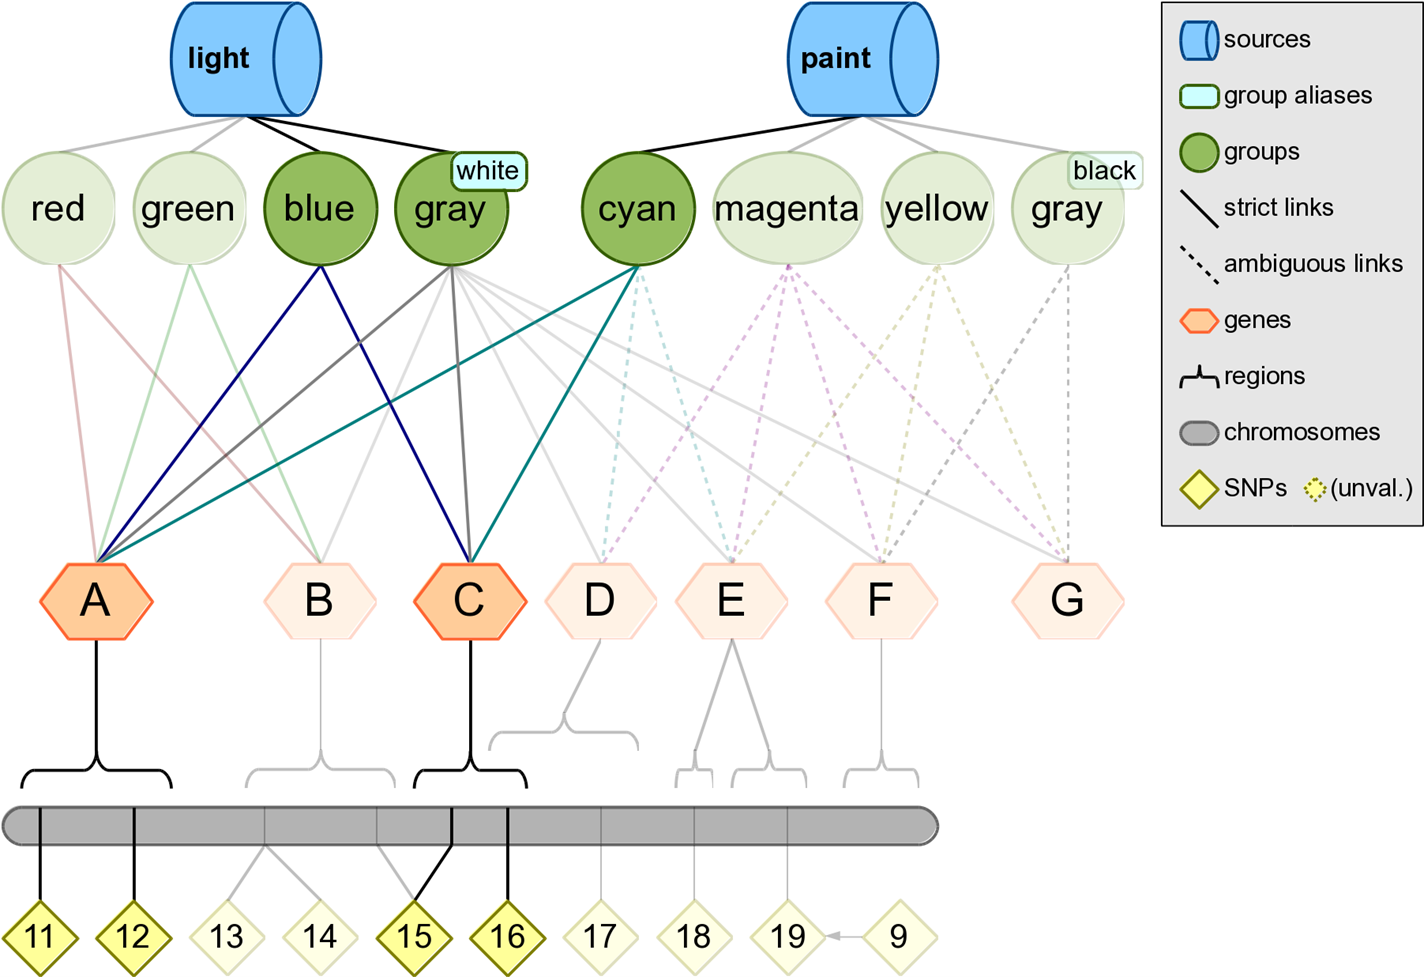 light
paint
sources
group aliases
groups
strict links
ambiguous links
genes
regions
chromosomes
SNPs (unval.)
white
black
red green blue gray cyan magenta yellow gray
A B C D E F G
11 12 13 14 15 16 17 18 19 9